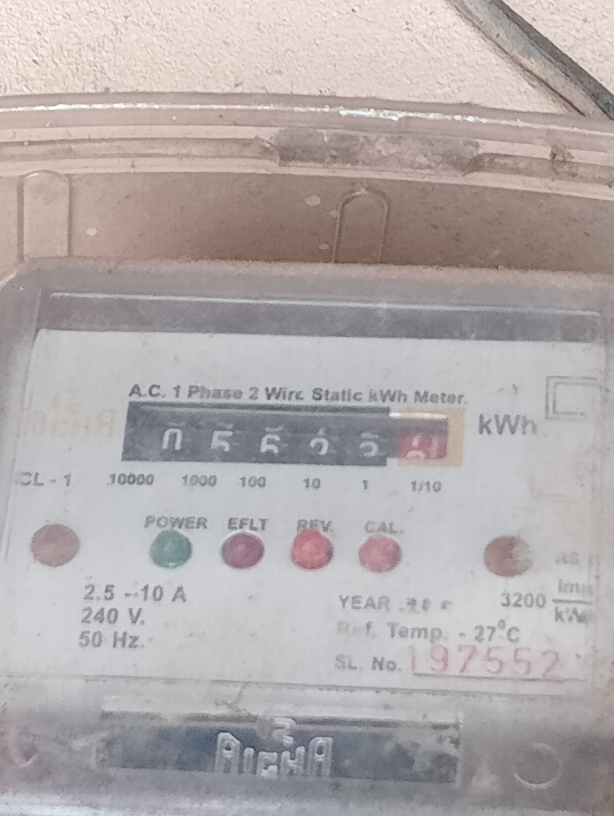 A.C. 1 Phase 2 Wire Static kWh Meter.
kWh
CL - 1 10000 1000 100 10 1 1/10
POWER EFLT REV. CAL.
2.5 - 10 A
240 V.
50 Hz.
YEAR
3200
Ref. Temp. - 27°C
SL. No. 197552